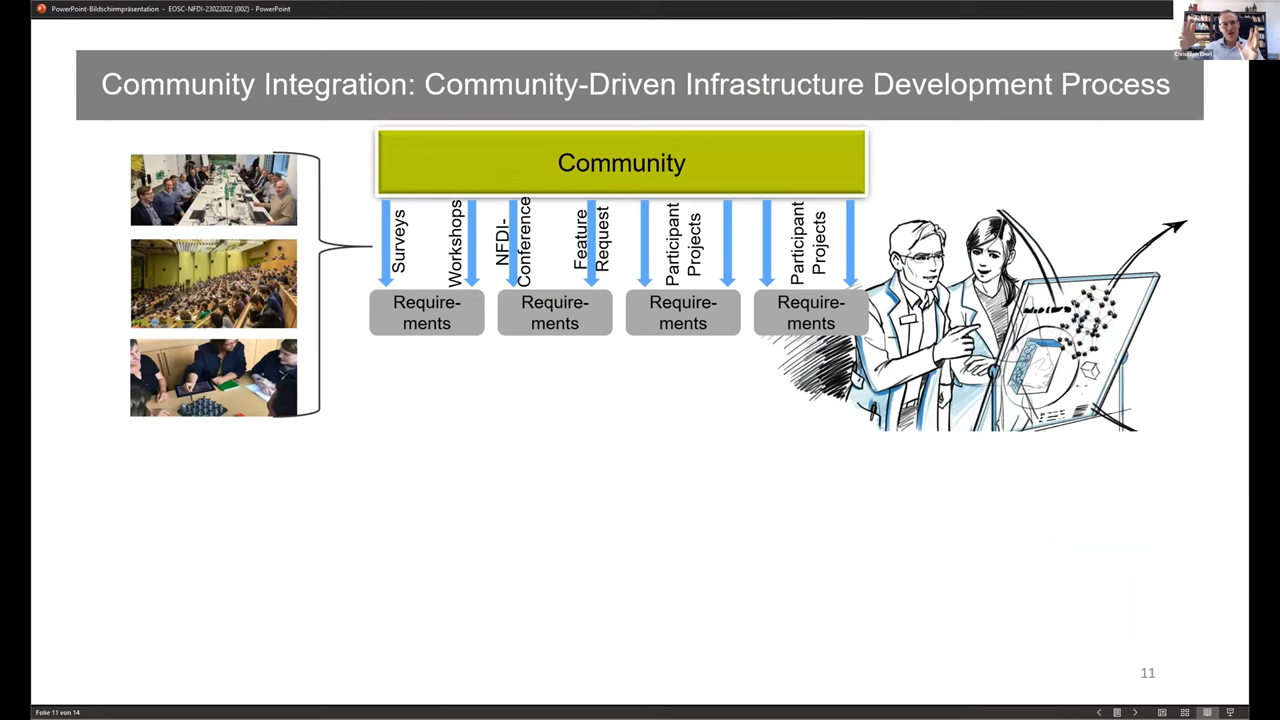 PowerPoint-Bildschirmpräsentation - EOSC-NFDI-23022022 (002) - PowerPoint
Christoph Eberl
Community Integration: Community-Driven Infrastructure Development Process
Community
Surveys
Workshops
NFDI-
Conference
Feature
Request
Participant
Projects
Participant
Projects
Require-
ments
Require-
ments
Require-
ments
Require-
ments
11
Folie 11 von 14